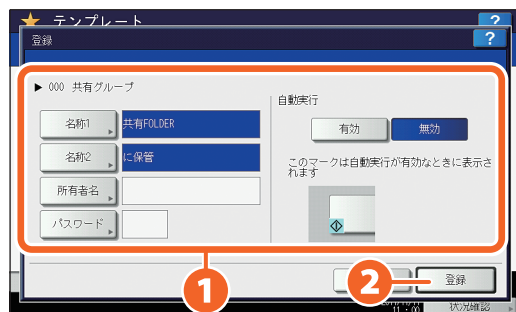 テンプレート
?
登録
?
▶ 000 共有グループ
名称1
共有FOLDER
名称2
に保管
所有者名
パスワード
自動実行
有効
無効
このマークは自動実行が有効なときに表示さ
れます
1
2
登録
11:00
状況確認